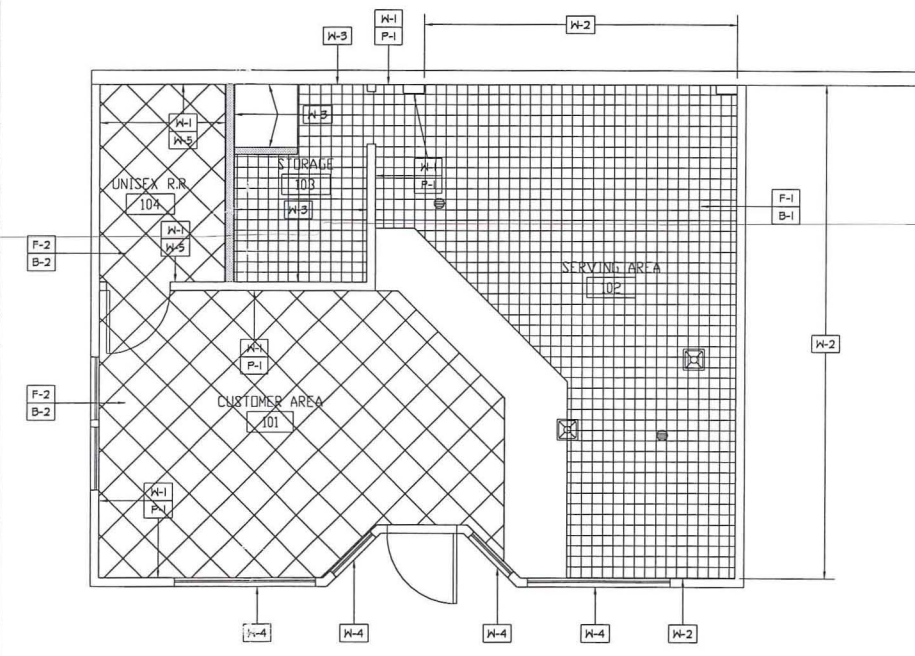 W-1
P-1
W-2
W-3
W-1
W-5
W-3
STORAGE
103
W-1
P-1
UNISEX R.R.
104
W-3
F-1
B-1
W-1
W-5
F-2
B-2
SERVING AREA
102
W-1
P-1
W-2
F-2
B-2
CUSTOMER AREA
101
W-1
P-1
W-4
W-4
W-4
W-4
W-2